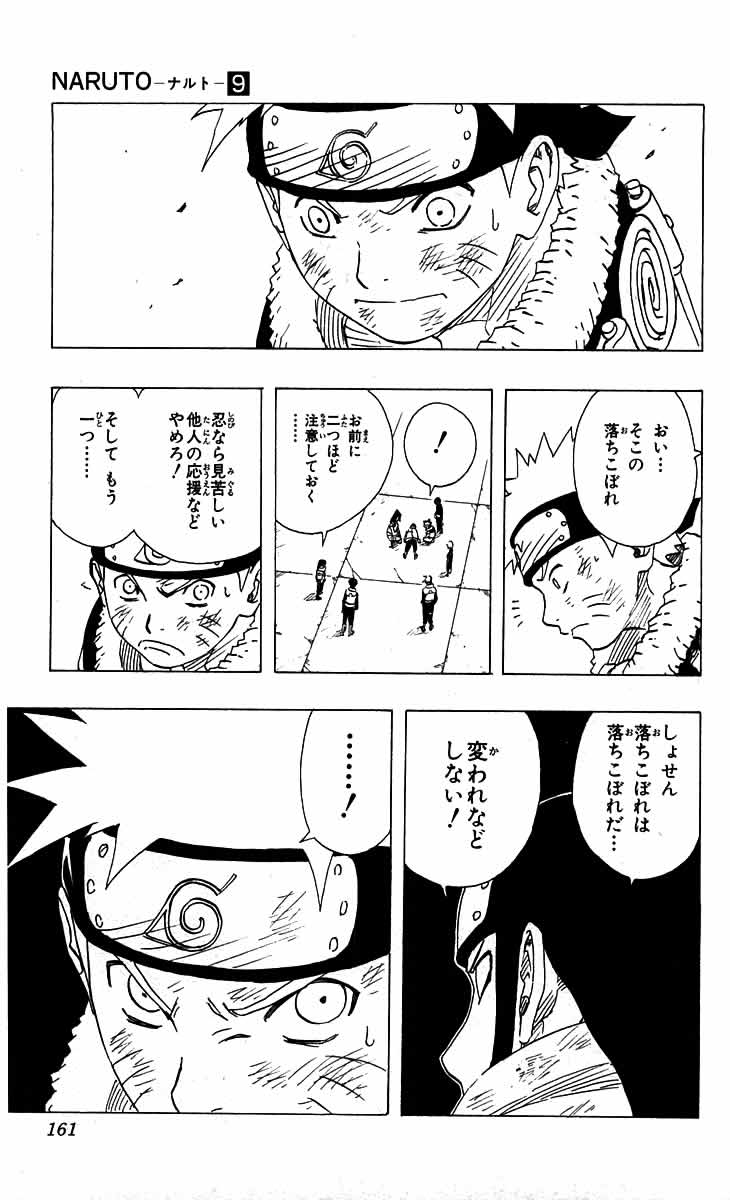 NARUTO—ナルト—9
おい…
そこの
落ちこぼれ
!
お前に
二つほど
注意しておく
……
忍なら見苦しい
他人の応援など
やめろ!
そして もう
一つ……
しょせん
落ちこぼれは
落ちこぼれだ…
変われなど
しない!
……!
161